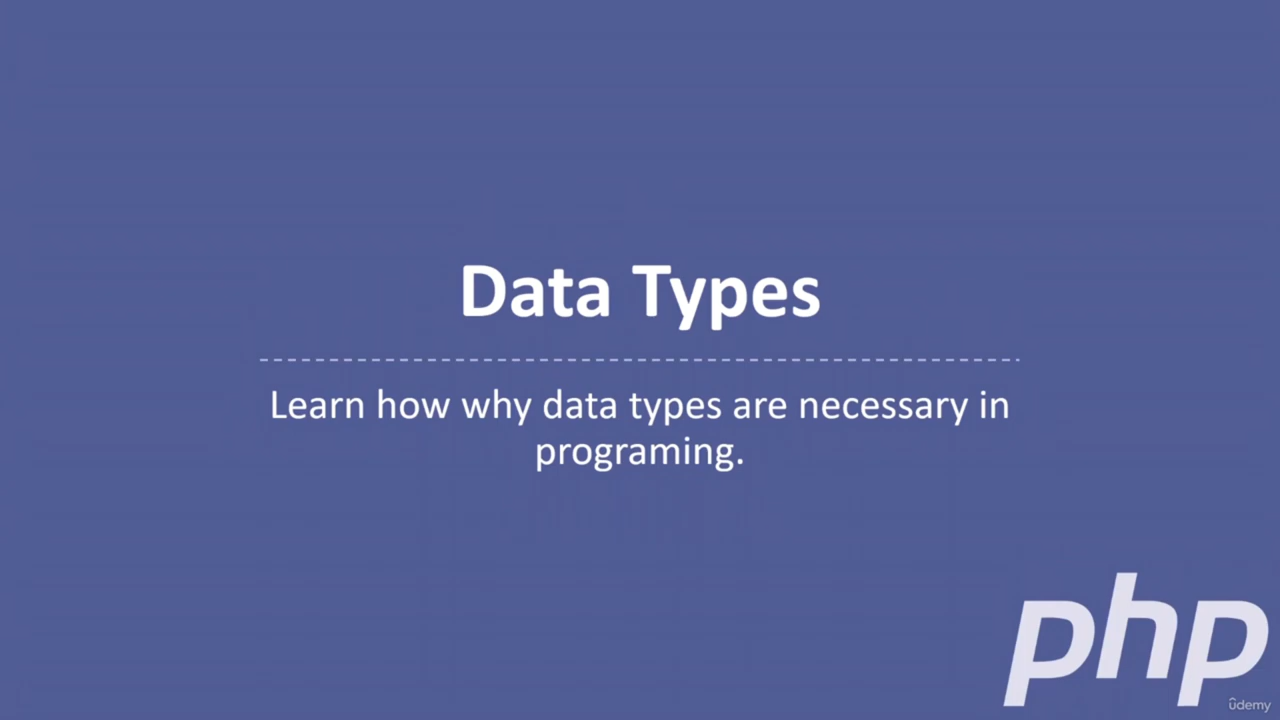 Data Types
Learn how why data types are necessary in
programing.
php
ûdemy